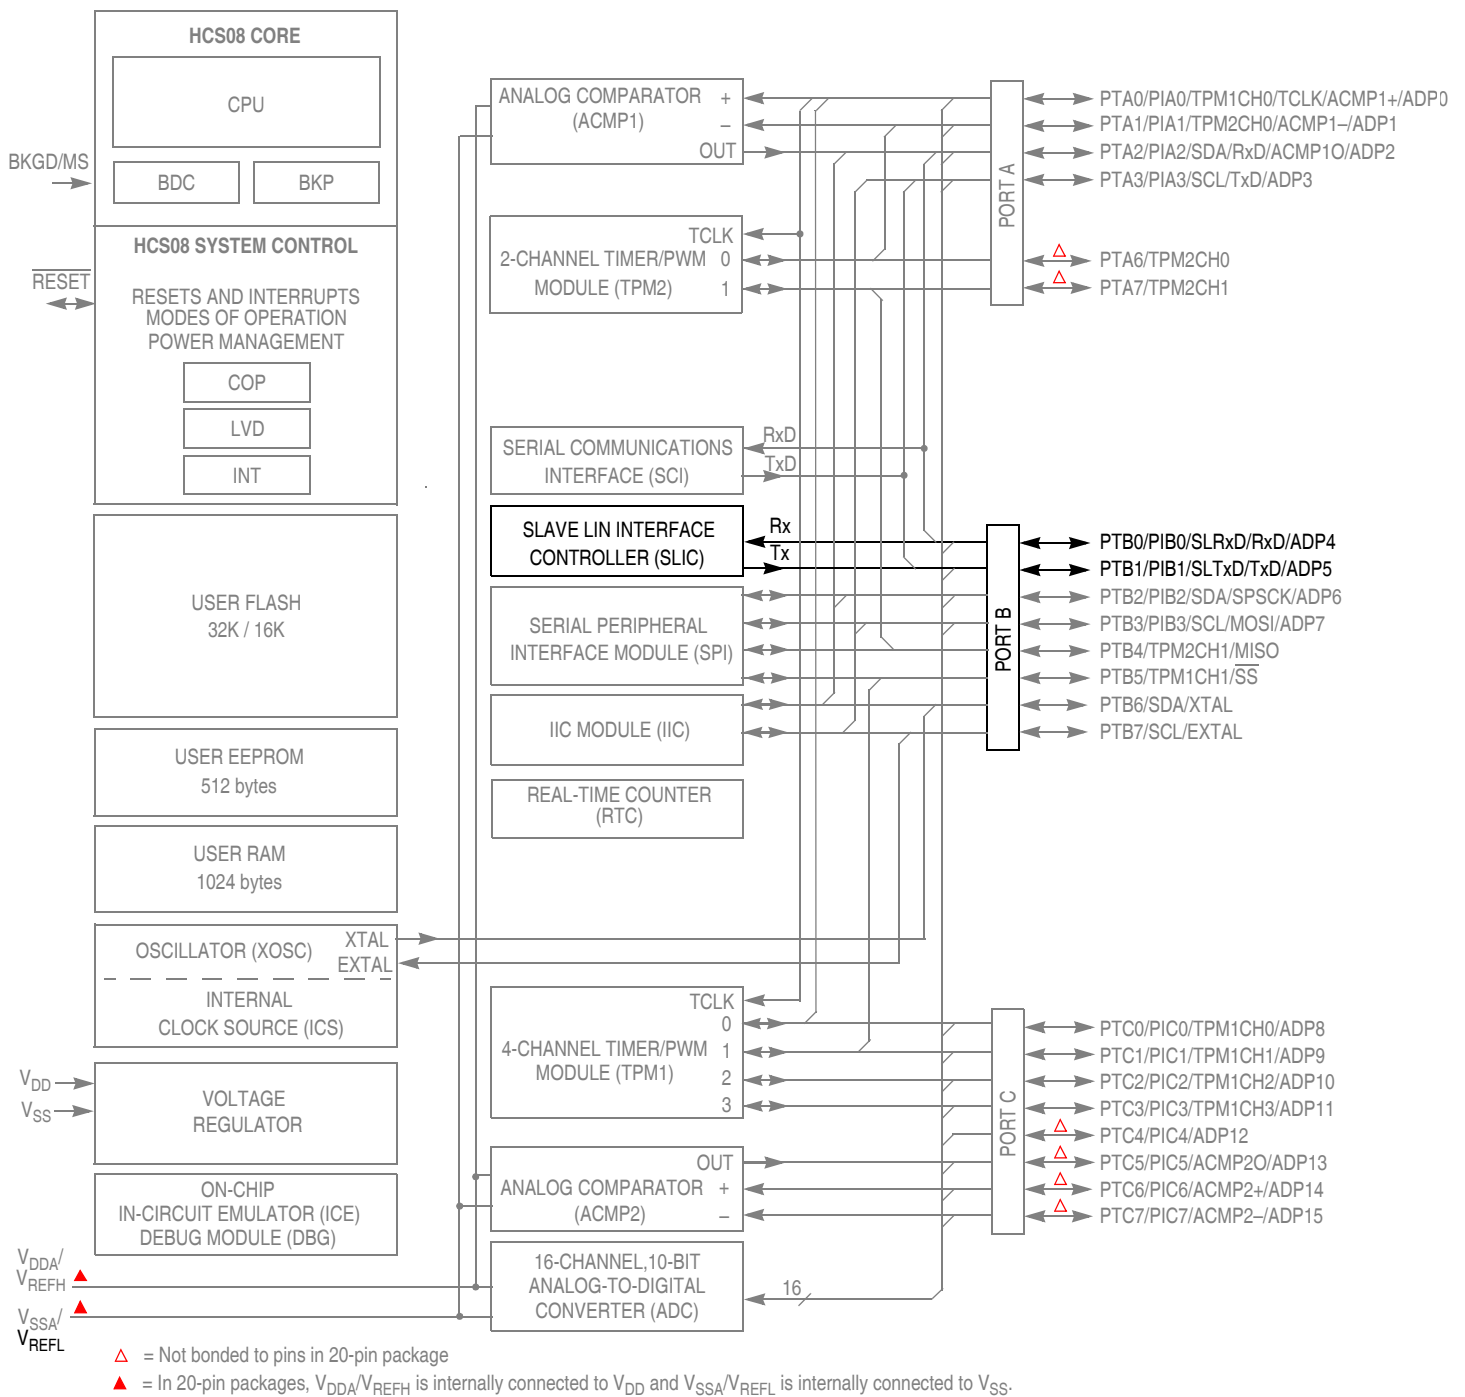 HCS08 CORE
CPU
BDC
BKP
BKGD/MS
HCS08 SYSTEM CONTROL
RESET
RESETS AND INTERRUPTS
MODES OF OPERATION
POWER MANAGEMENT
COP
LVD
INT
USER FLASH
32K / 16K
USER EEPROM
512 bytes
USER RAM
1024 bytes
OSCILLATOR (XOSC)
XTAL
EXTAL
INTERNAL
CLOCK SOURCE (ICS)
VDD
VSS
VOLTAGE
REGULATOR
ON-CHIP
IN-CIRCUIT EMULATOR (ICE)
DEBUG MODULE (DBG)
VDDA/
VREFH
VSSA/
VREFL
ANALOG COMPARATOR
(ACMP1)
+
–
OUT
TCLK
2-CHANNEL TIMER/PWM
MODULE (TPM2)
0
1
SERIAL COMMUNICATIONS
INTERFACE (SCI)
RxD
TxD
SLAVE LIN INTERFACE
CONTROLLER (SLIC)
Rx
Tx
SERIAL PERIPHERAL
INTERFACE MODULE (SPI)
IIC MODULE (IIC)
REAL-TIME COUNTER
(RTC)
TCLK
0
4-CHANNEL TIMER/PWM
MODULE (TPM1)
1
2
3
OUT
ANALOG COMPARATOR
(ACMP2)
+
–
16-CHANNEL,10-BIT
ANALOG-TO-DIGITAL
CONVERTER (ADC)
16
PORT A
PTA0/PIA0/TPM1CH0/TCLK/ACMP1+/ADP0
PTA1/PIA1/TPM2CH0/ACMP1–/ADP1
PTA2/PIA2/SDA/RxD/ACMP1O/ADP2
PTA3/PIA3/SCL/TxD/ADP3
PTA6/TPM2CH0
PTA7/TPM2CH1
PORT B
PTB0/PIB0/SLRxD/RxD/ADP4
PTB1/PIB1/SLTxD/TxD/ADP5
PTB2/PIB2/SDA/SPSCK/ADP6
PTB3/PIB3/SCL/MOSI/ADP7
PTB4/TPM2CH1/MISO
PTB5/TPM1CH1/SS
PTB6/SDA/XTAL
PTB7/SCL/EXTAL
PORT C
PTC0/PIC0/TPM1CH0/ADP8
PTC1/PIC1/TPM1CH1/ADP9
PTC2/PIC2/TPM1CH2/ADP10
PTC3/PIC3/TPM1CH3/ADP11
PTC4/PIC4/ADP12
PTC5/PIC5/ACMP2O/ADP13
PTC6/PIC6/ACMP2+/ADP14
PTC7/PIC7/ACMP2–/ADP15
= Not bonded to pins in 20-pin package
= In 20-pin packages, VDDA/VREFH is internally connected to VDD and VSSA/VREFL is internally connected to VSS.